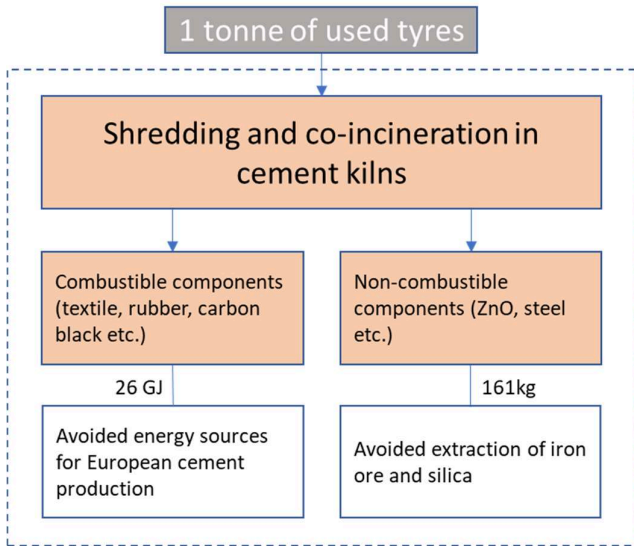 1 tonne of used tyres
Shredding and co-incineration in
cement kilns
Combustible components
(textile, rubber, carbon
black etc.)
Non-combustible
components (ZnO, steel
etc.)
26 GJ
161kg
Avoided energy sources
for European cement
production
Avoided extraction of iron
ore and silica